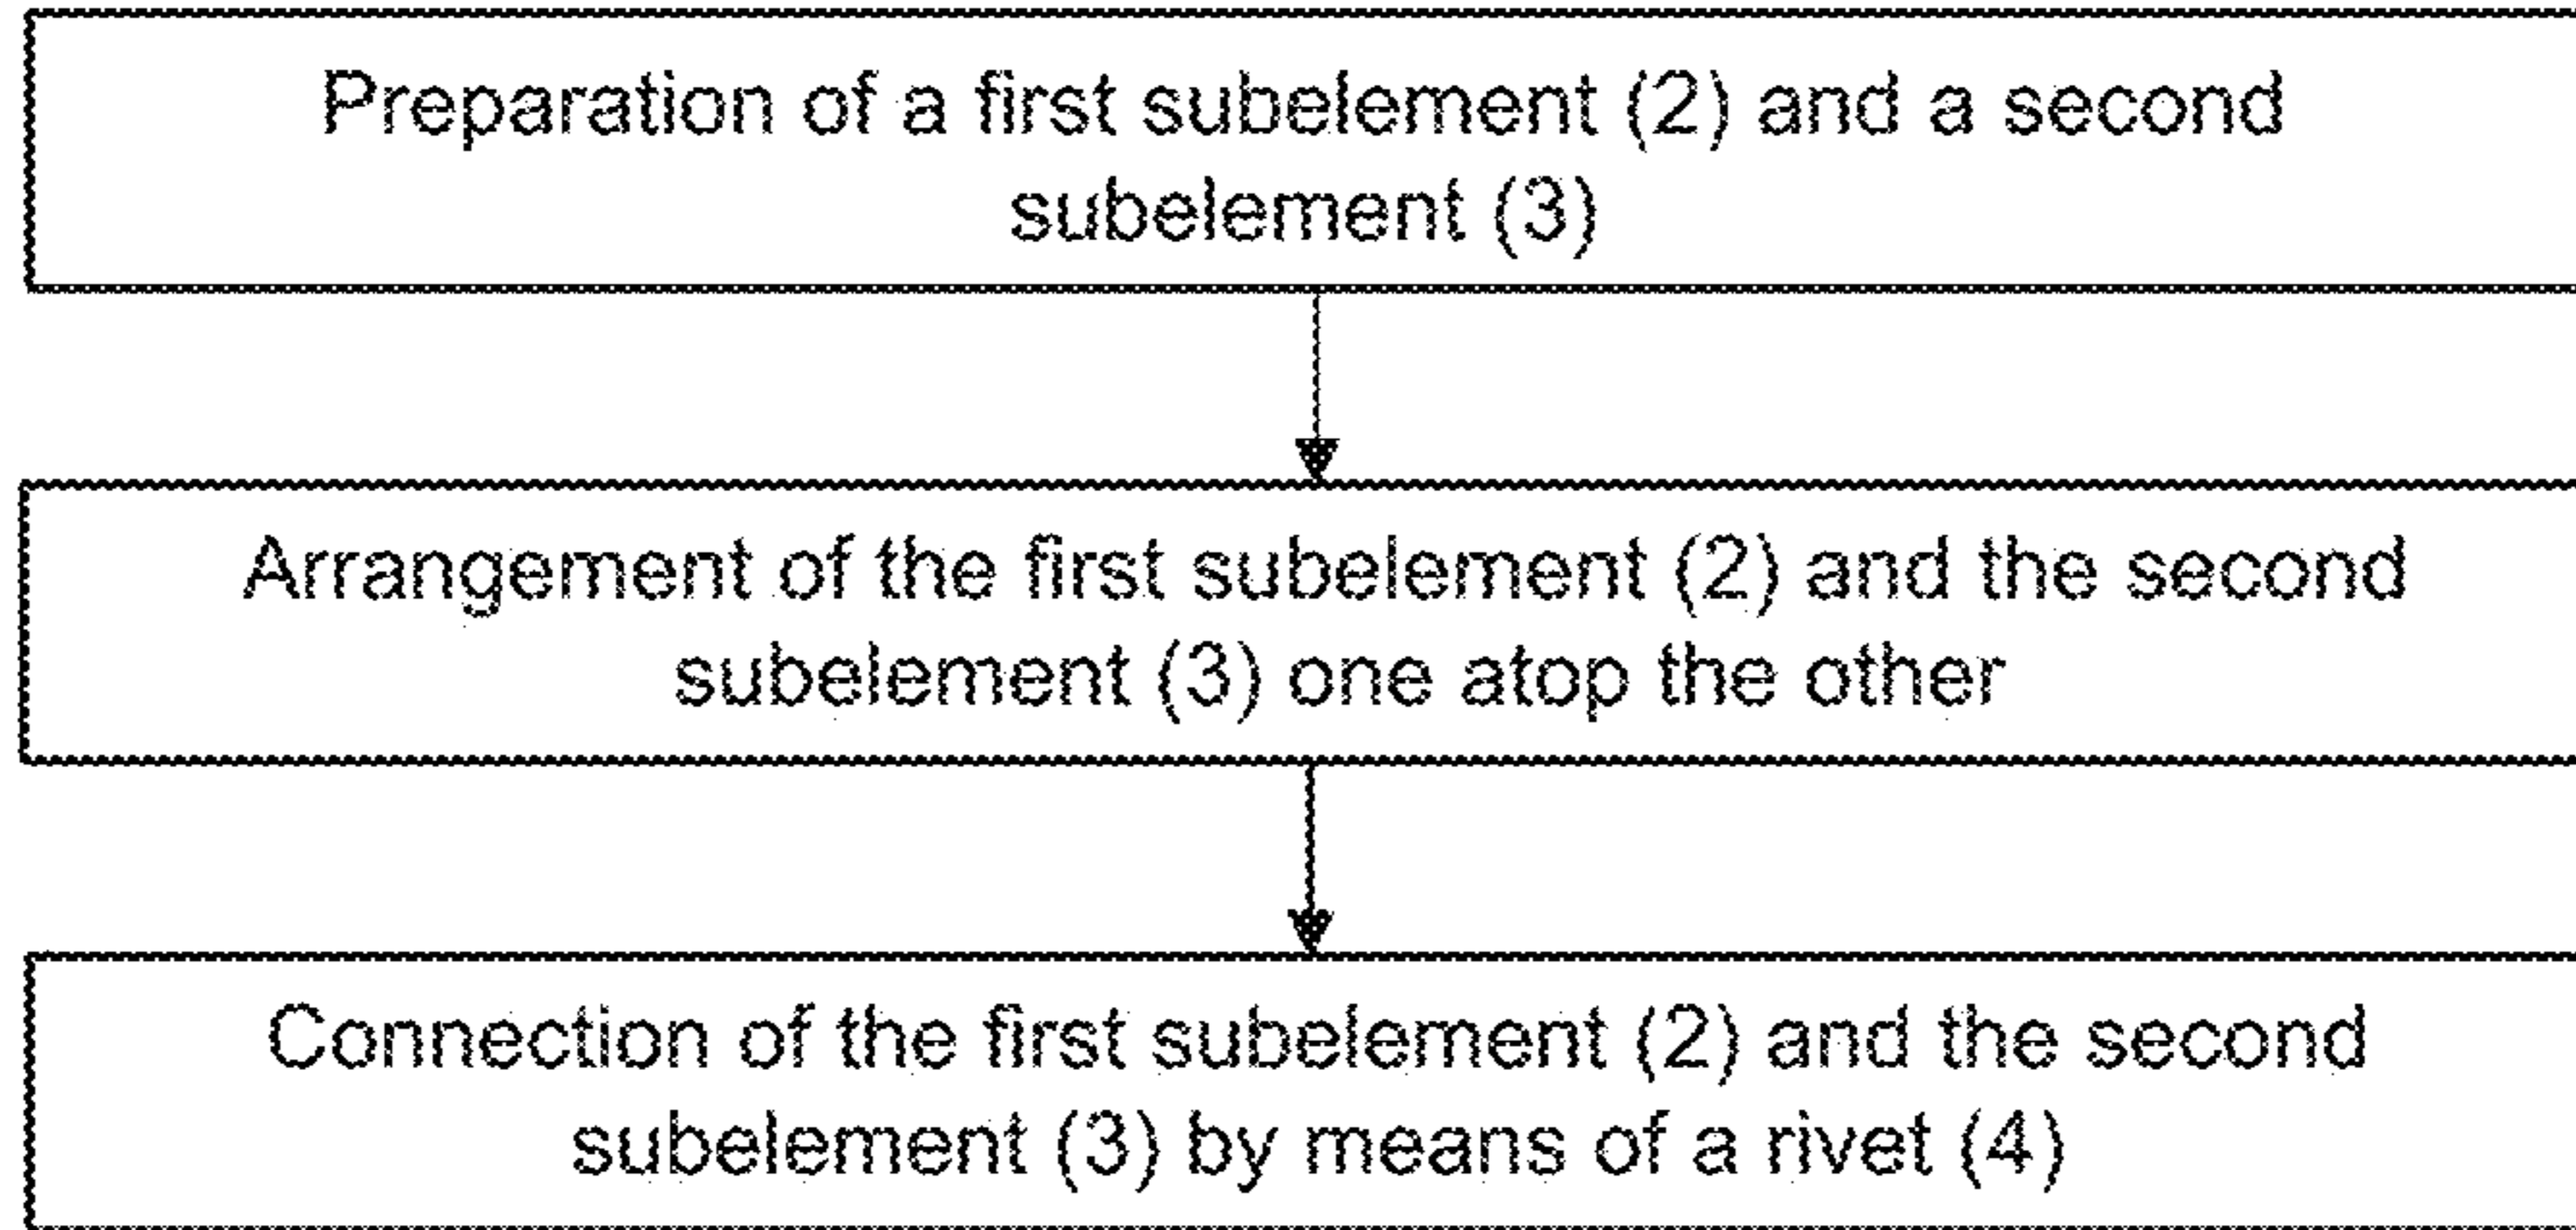 Preparation of a first subelement (2) and a second
subelement (3)
Arrangement of the first subelement (2) and the second
subelement (3) one atop the other
Connection of the first subelement (2) and the second
subelement (3) by means of a rivet (4)